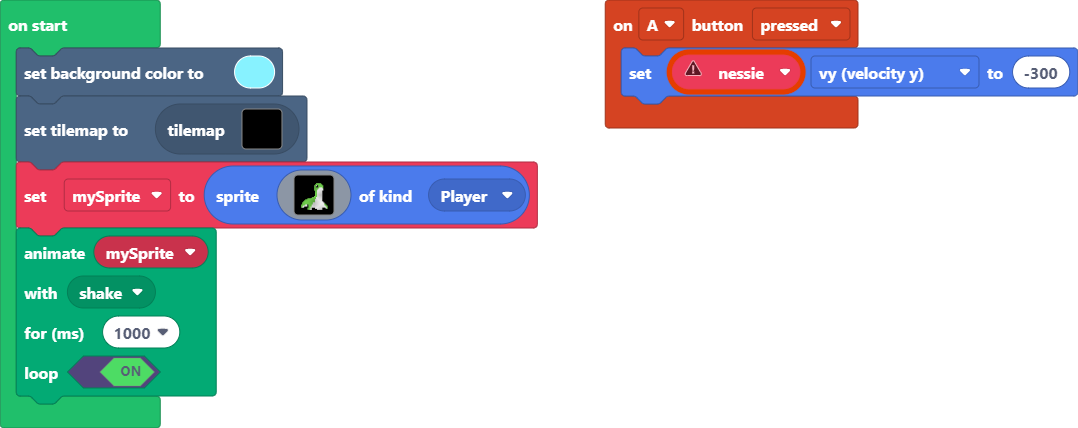 on start
set background color to
set tilemap to tilemap
set mySprite to sprite of kind Player
animate mySprite
with shake
for (ms) 1000
loop ON
on A button pressed
set nessie vy (velocity y) to -300